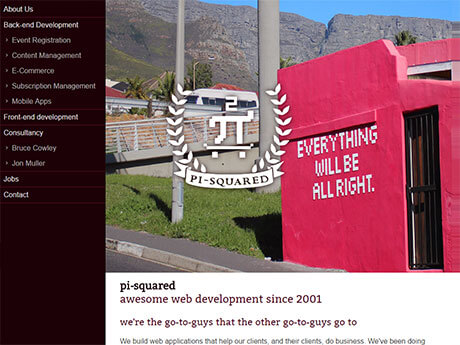 About Us
Back-end Development
Event Registration
Content Management
E-Commerce
Subscription Management
Mobile Apps
Front-end development
Consultancy
Bruce Cowley
Jon Muller
Jobs
Contact
2
π
PI-SQUARED
EVERYTHING
WILL BE
ALL RIGHT.
pi-squared
awesome web development since 2001
we're the go-to-guys that the other go-to-guys go to
We build web applications that help our clients, and their clients, do business. We've been doing